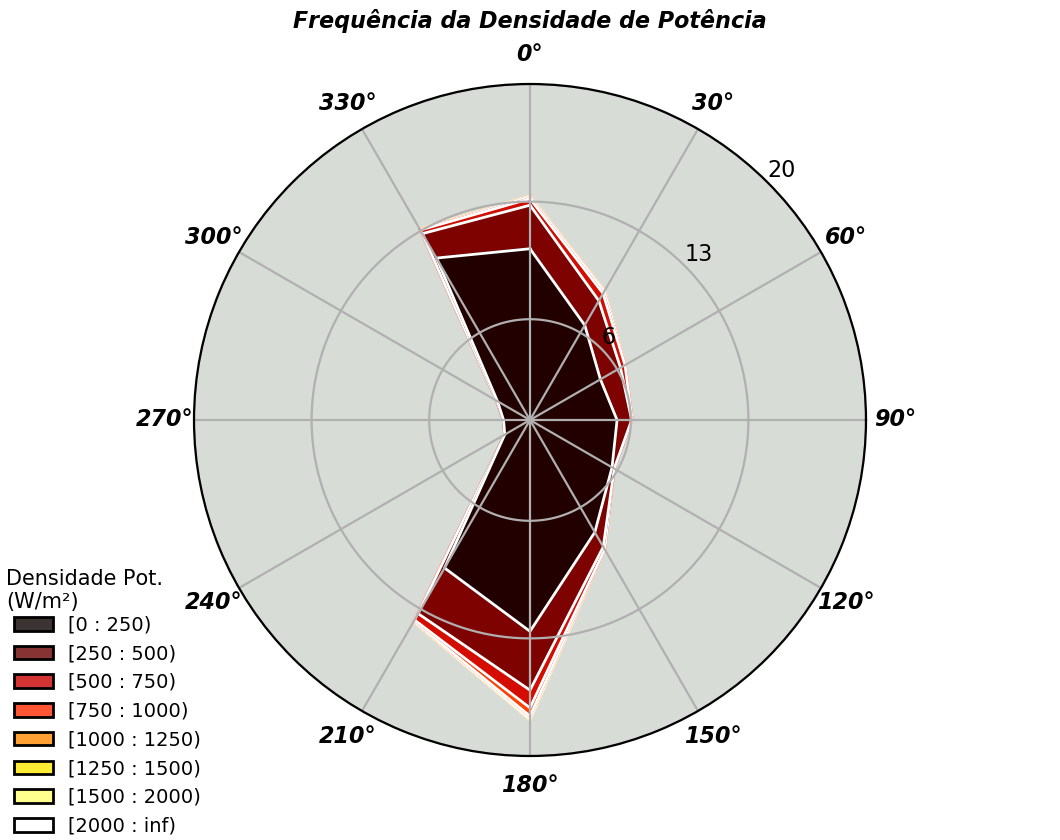 Frequência da Densidade de Potência
0°
330°
30°
20
300°
60°
13
6
270°
90°
240°
120°
210°
150°
180°
Densidade Pot.
(W/m²)
[0 : 250)
[250 : 500)
[500 : 750)
[750 : 1000)
[1000 : 1250)
[1250 : 1500)
[1500 : 2000)
[2000 : inf)